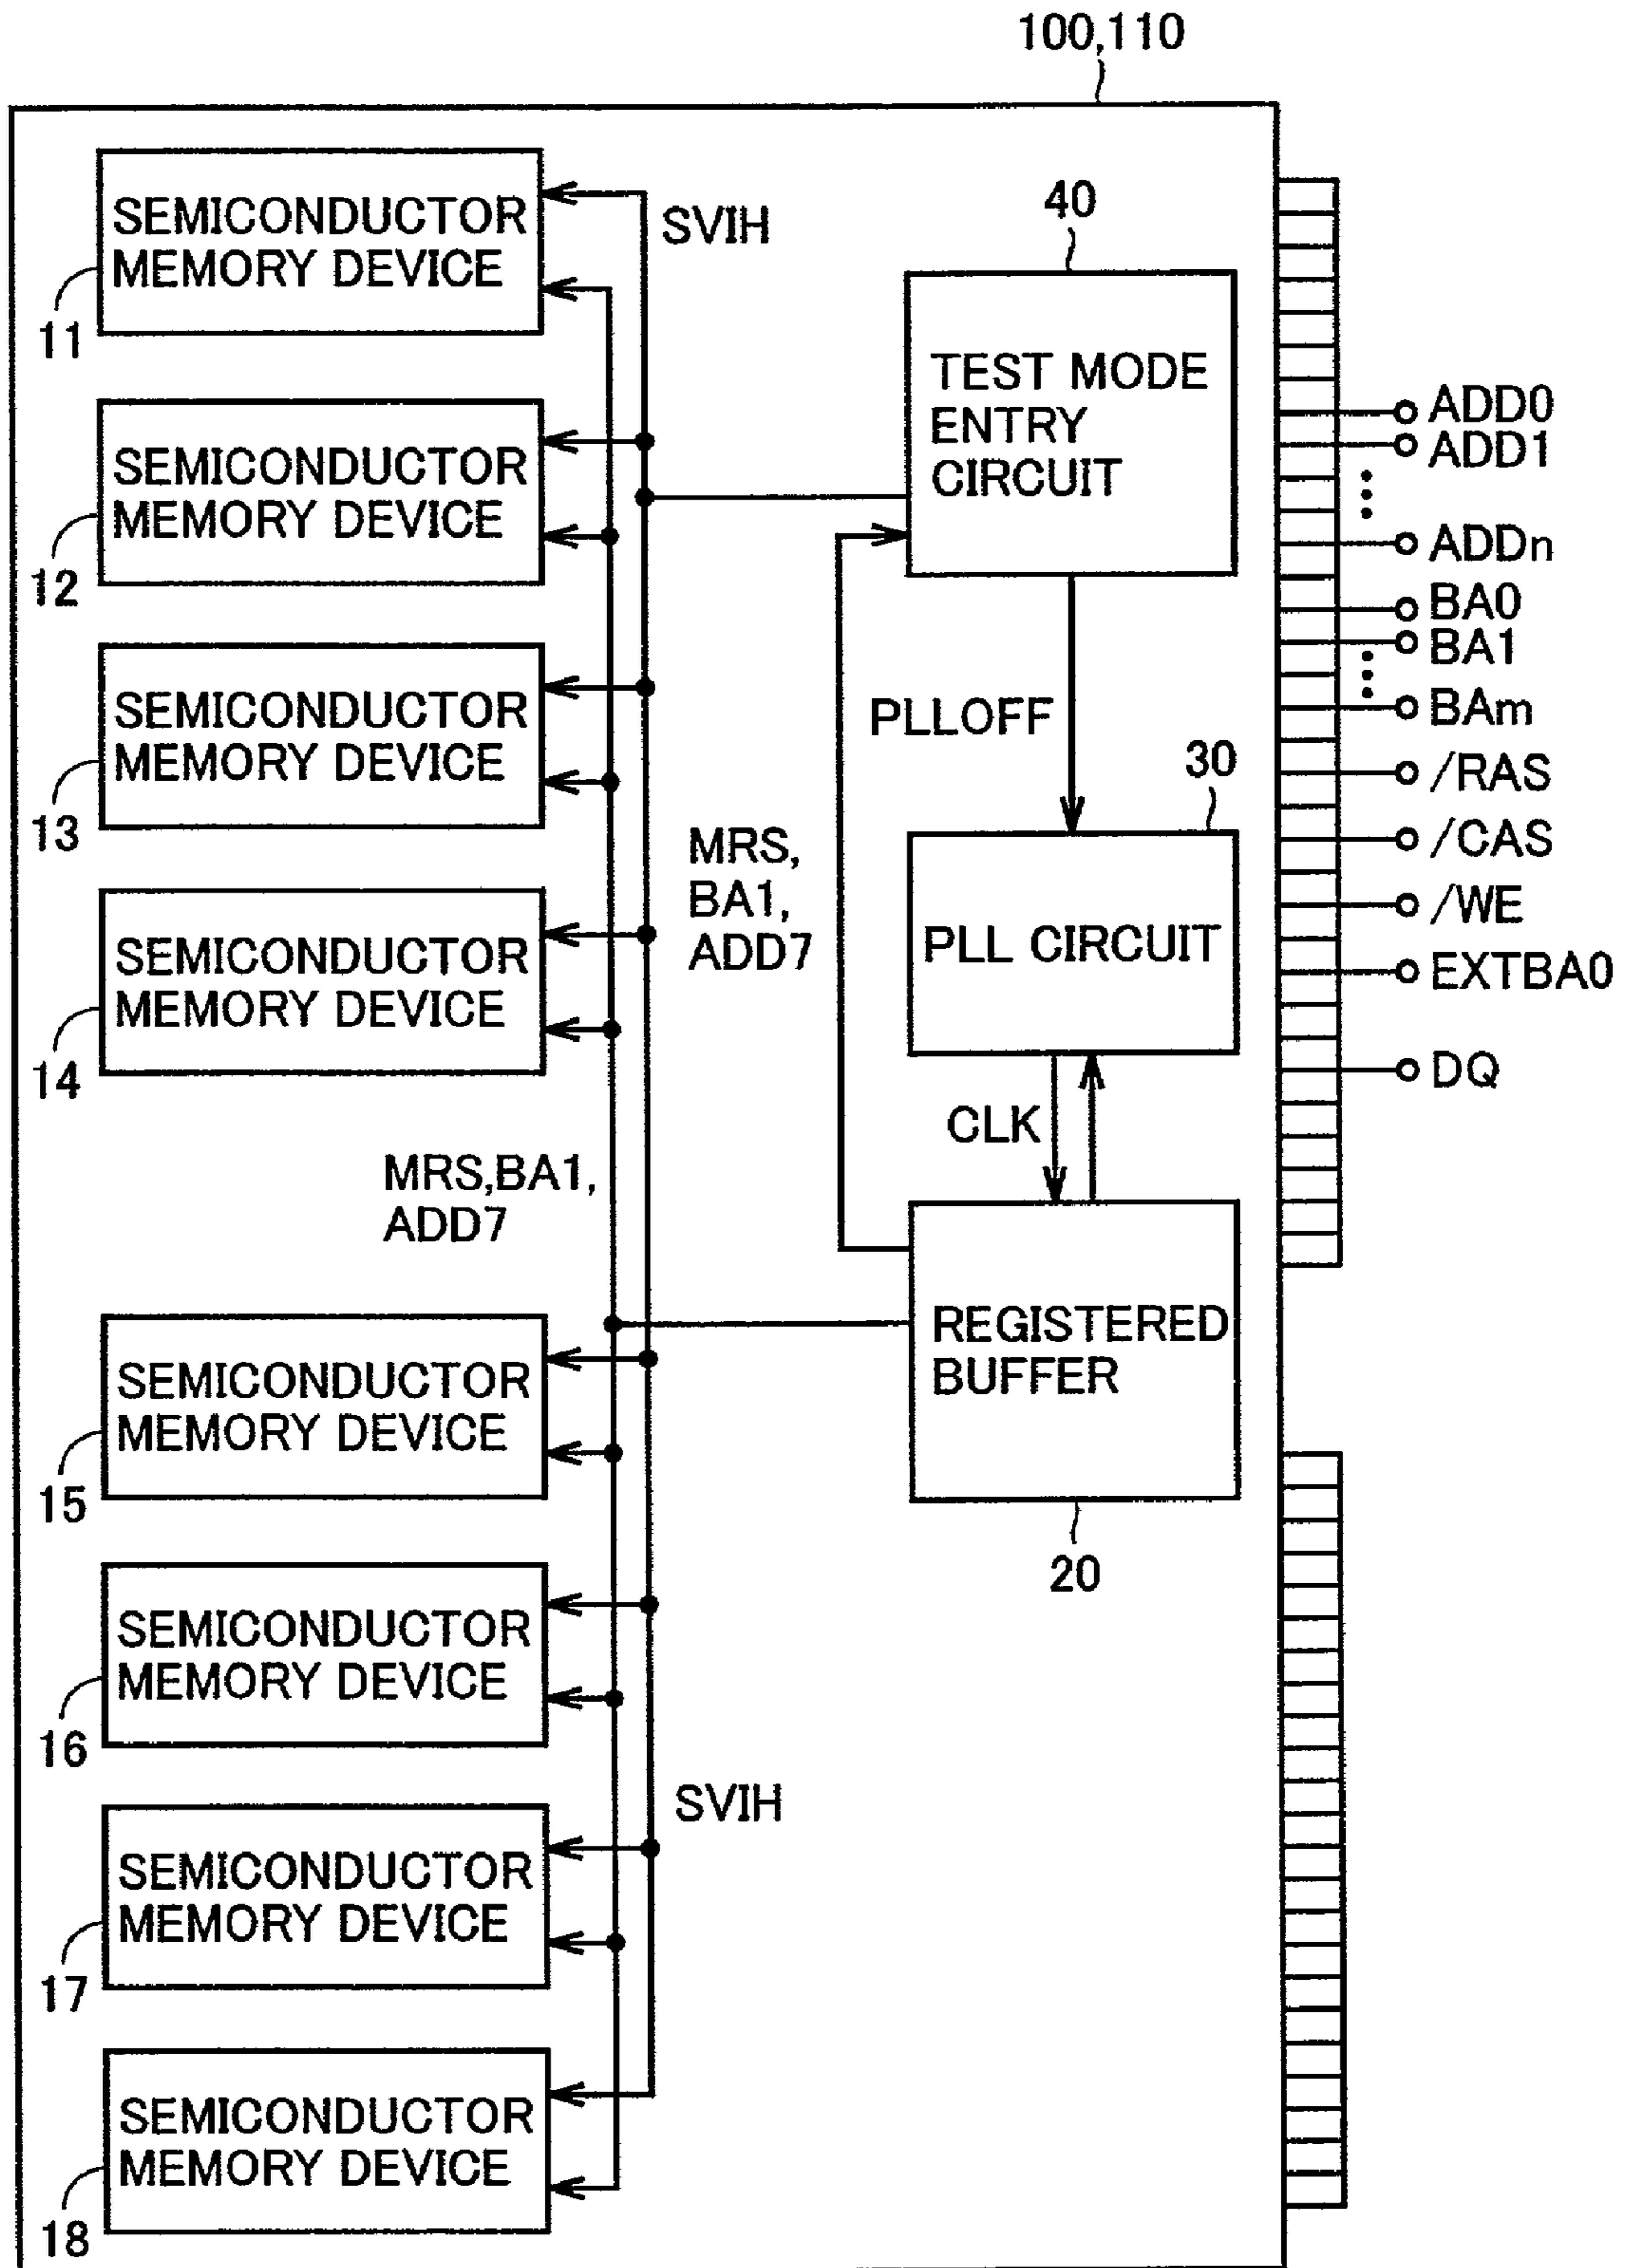 100,110
SEMICONDUCTOR
MEMORY DEVICE
11
SVIH
40
TEST MODE
ENTRY
CIRCUIT
ADD0
ADD1
ADDn
BA0
BA1
BAm
/RAS
/CAS
/WE
EXTBA0
DQ
SEMICONDUCTOR
MEMORY DEVICE
12
SEMICONDUCTOR
MEMORY DEVICE
13
PLLOFF
30
MRS,
BA1,
ADD7
PLL CIRCUIT
SEMICONDUCTOR
MEMORY DEVICE
14
CLK
MRS,BA1,
ADD7
REGISTERED
BUFFER
20
SEMICONDUCTOR
MEMORY DEVICE
15
SEMICONDUCTOR
MEMORY DEVICE
16
SVIH
SEMICONDUCTOR
MEMORY DEVICE
17
SEMICONDUCTOR
MEMORY DEVICE
18